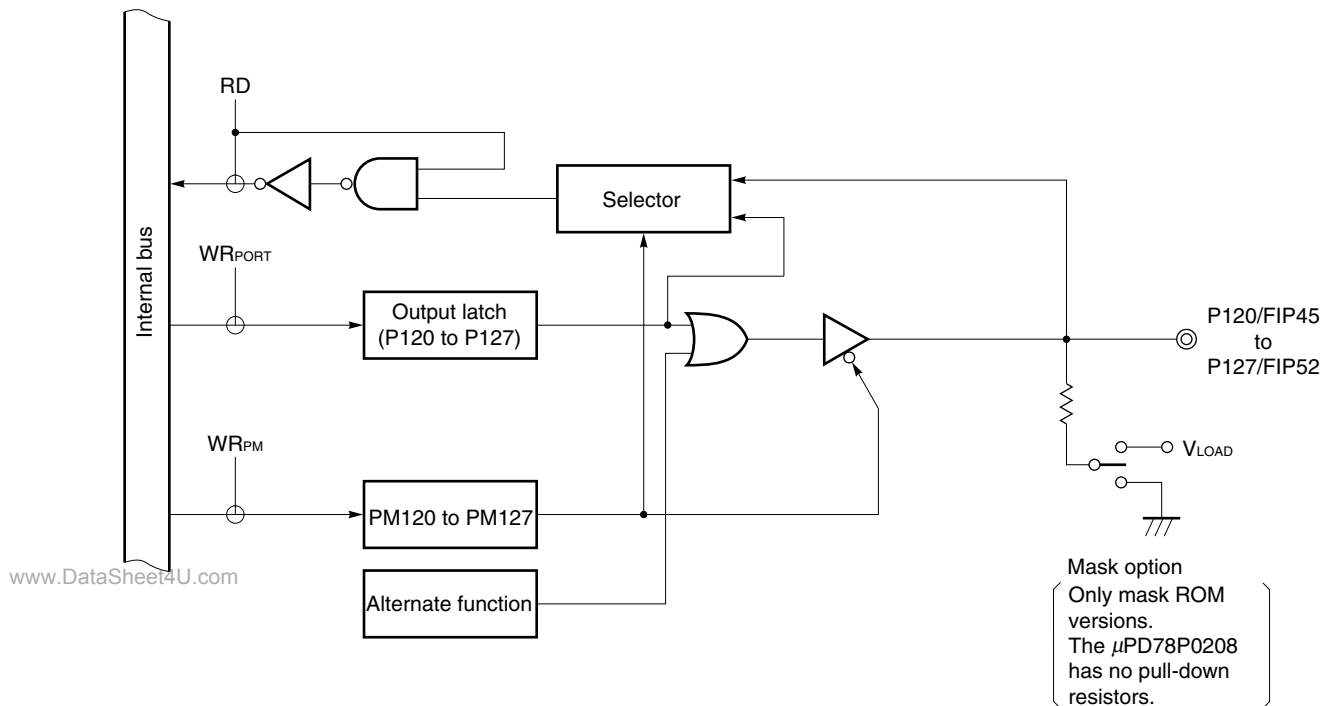 RD
Selector
Internal bus
WRPORT
Output latch
(P120 to P127)
P120/FIP45
to
P127/FIP52
WRPM
VLOAD
PM120 to PM127
www.DataSheet4U.com
Alternate function
Mask option
Only mask ROM
versions.
The μPD78P0208
has no pull-down
resistors.